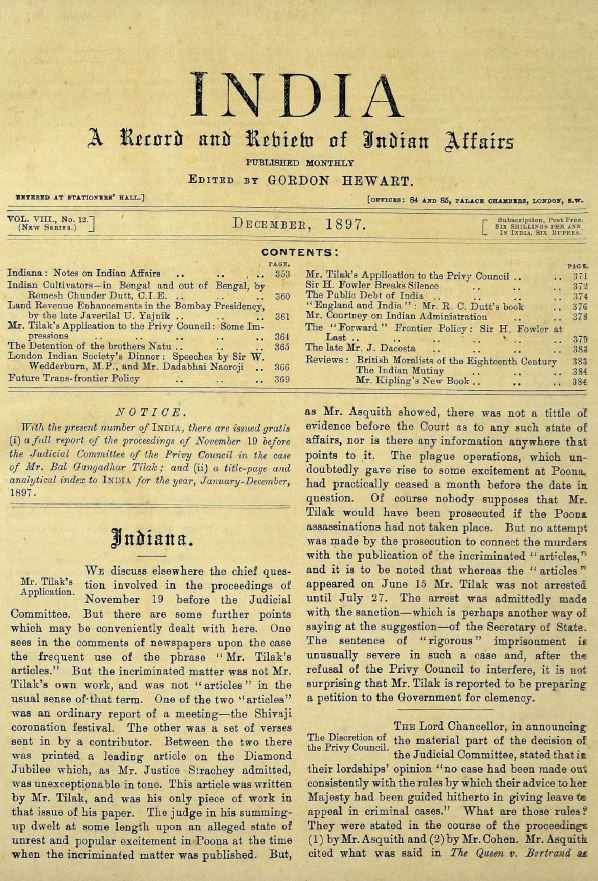 INDIA
A Record and Review of Indian Affairs
PUBLISHED MONTHLY
EDITED BY GORDON HEWART.
ENTERED AT STATIONERS' HALL.] [OFFICES: 84 AND 85, PALACE CHAMBERS, LONDON, S.W.
VOL. VIII., No. 12.
(NEW SERIES.)
DECEMBER, 1897.
Subscription, Post Free.
SIX SHILLINGS PER ANN
IN INDIA, SIX RUPEES.
CONTENTS:
PAGE.
Indiana: Notes on Indian Affairs .. .. .. .. 353
Indian Cultivators—in Bengal and out of Bengal, by
Romesh Chunder Dutt, C.I.E. .. .. .. 360
Land Revenue Enhancements in the Bombay Presidency,
by the late Javerilal U. Yajnik .. .. .. 361
Mr. Tilak's Application to the Privy Council: Some Im-
pressions .. .. .. .. .. 364
The Detention of the brothers Natu .. .. .. 365
London Indian Society's Dinner: Speeches by Sir W.
Wedderburn, M.P., and Mr. Dadabhai Naoroji .. 366
Future Trans-frontier Policy .. .. .. 369
PAGE.
Mr. Tilak's Application to the Privy Council .. .. 371
Sir H. Fowler Breaks Silence .. .. .. 372
The Public Debt of India .. .. .. .. 374
"England and India": Mr. R. C. Dutt's book .. 376
Mr. Courtney on Indian Administration .. .. 378
The "Forward" Frontier Policy: Sir H. Fowler at
Last .. .. .. .. .. .. 379
The late Mr. J. Dacosta .. .. .. .. 382
Reviews: British Moralists of the Eighteenth Century 383
The Indian Mutiny .. .. .. 384
Mr. Kipling's New Book .. .. .. 384
NOTICE.
With the present number of INDIA, there are issued gratis
(i) a full report of the proceedings of November 19 before
the Judicial Committee of the Privy Council in the case
of Mr. Bal Gangadhar Tilak; and (ii) a title-page and
analytical index to INDIA for the year, January-December,
1897.
Indiana.
Mr. Tilak's
Application.
WE discuss elsewhere the chief ques-
tion involved in the proceedings of
November 19 before the Judicial
Committee. But there are some further points
which may be conveniently dealt with here. One
sees in the comments of newspapers upon the case
the frequent use of the phrase "Mr. Tilak's
articles." But the incriminated matter was not Mr.
Tilak's own work, and was not "articles" in the
usual sense of that term. One of the two "articles"
was an ordinary report of a meeting—the Shivaji
coronation festival. The other was a set of verses
sent in by a contributor. Between the two there
was printed a leading article on the Diamond
Jubilee which, as Mr. Justice Strachey admitted,
was unexceptionable in tone. This article was written
by Mr. Tilak, and was his only piece of work in
that issue of his paper. The judge in his summing-
up dwelt at some length upon an alleged state of
unrest and popular excitement in Poona at the time
when the incriminated matter was published. But,
as Mr. Asquith showed, there was not a tittle of
evidence before the Court as to any such state of
affairs, nor is there any information anywhere that
points to it. The plague operations, which un-
doubtedly gave rise to some excitement at Poona,
had practically ceased a month before the date in
question. Of course nobody supposes that Mr.
Tilak would have been prosecuted if the Poona
assassinations had not taken place. But no attempt
was made by the prosecution to connect the murders
with the publication of the incriminated "articles,"
and it is to be noted that whereas the "articles"
appeared on June 15 Mr. Tilak was not arrested
until July 27. The arrest was admittedly made
with the sanction—which is perhaps another way of
saying at the suggestion—of the Secretary of State.
The sentence of "rigorous" imprisonment is
unusually severe in such a case and, after the
refusal of the Privy Council to interfere, it is not
surprising that Mr. Tilak is reported to be preparing
a petition to the Government for clemency.
The Discretion of
the Privy Council.
THE Lord Chancellor, in announcing
the material part of the decision of
the Judicial Committee, stated that in
their lordships' opinion "no case had been made out
consistently with the rules by which their advice to her
Majesty had been guided hitherto in giving leave to
appeal in criminal cases." What are those rules?
They were stated in the course of the proceedings
(1) by Mr. Asquith and (2) by Mr. Cohen. Mr. Asquith
cited what was said in The Queen v. Bertrand as